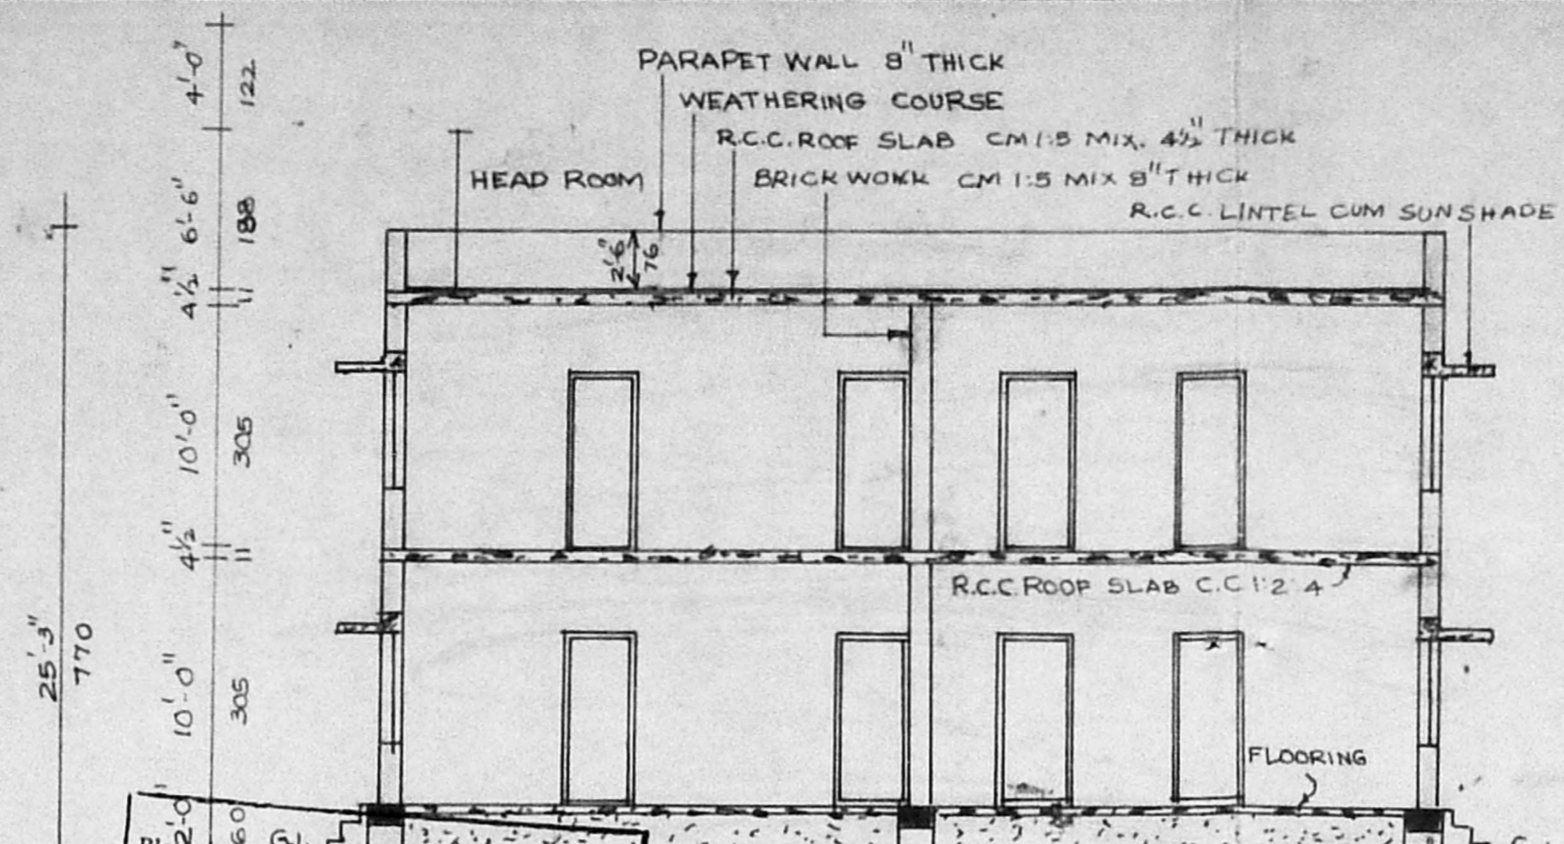 PARAPET WALL 9" THICK
WEATHERING COURSE
R.C.C. ROOF SLAB CM 1:5 MIX. 4½" THICK
HEAD ROOM
BRICK WORK CM 1:5 MIX 9" THICK
R.C.C. LINTEL CUM SUNSHADE
4'-0"
122
6'-6"
198
2'-6"
76
4½"
11
10'-0"
305
4½"
11
R.C.C. ROOF SLAB C.C 1:2:4
25'-3"
770
10'-0"
305
FLOORING
2'-0"
60